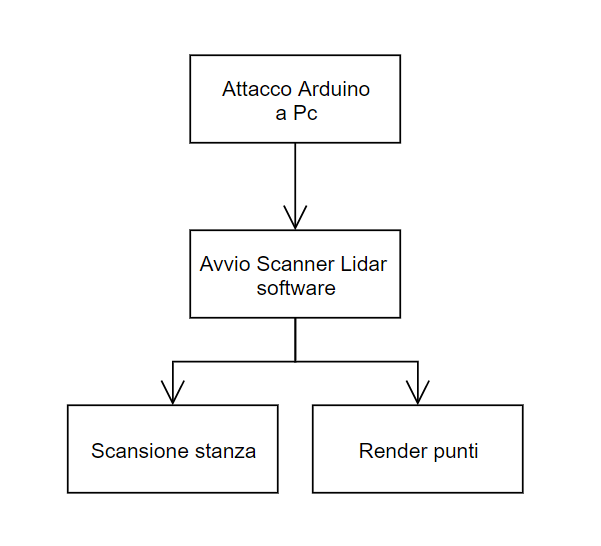 Attacco Arduino
a Pc
Avvio Scanner Lidar
software
Scansione stanza
Render punti